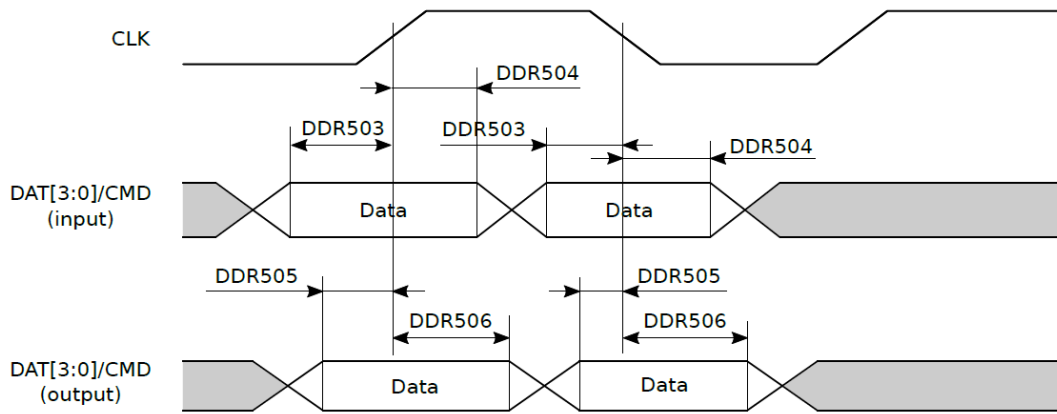 CLK
DDR504
DDR503
DDR503
DDR504
DAT[3:0]/CMD
(input)
Data
Data
DDR505
DDR505
DDR506
DDR506
DAT[3:0]/CMD
(output)
Data
Data